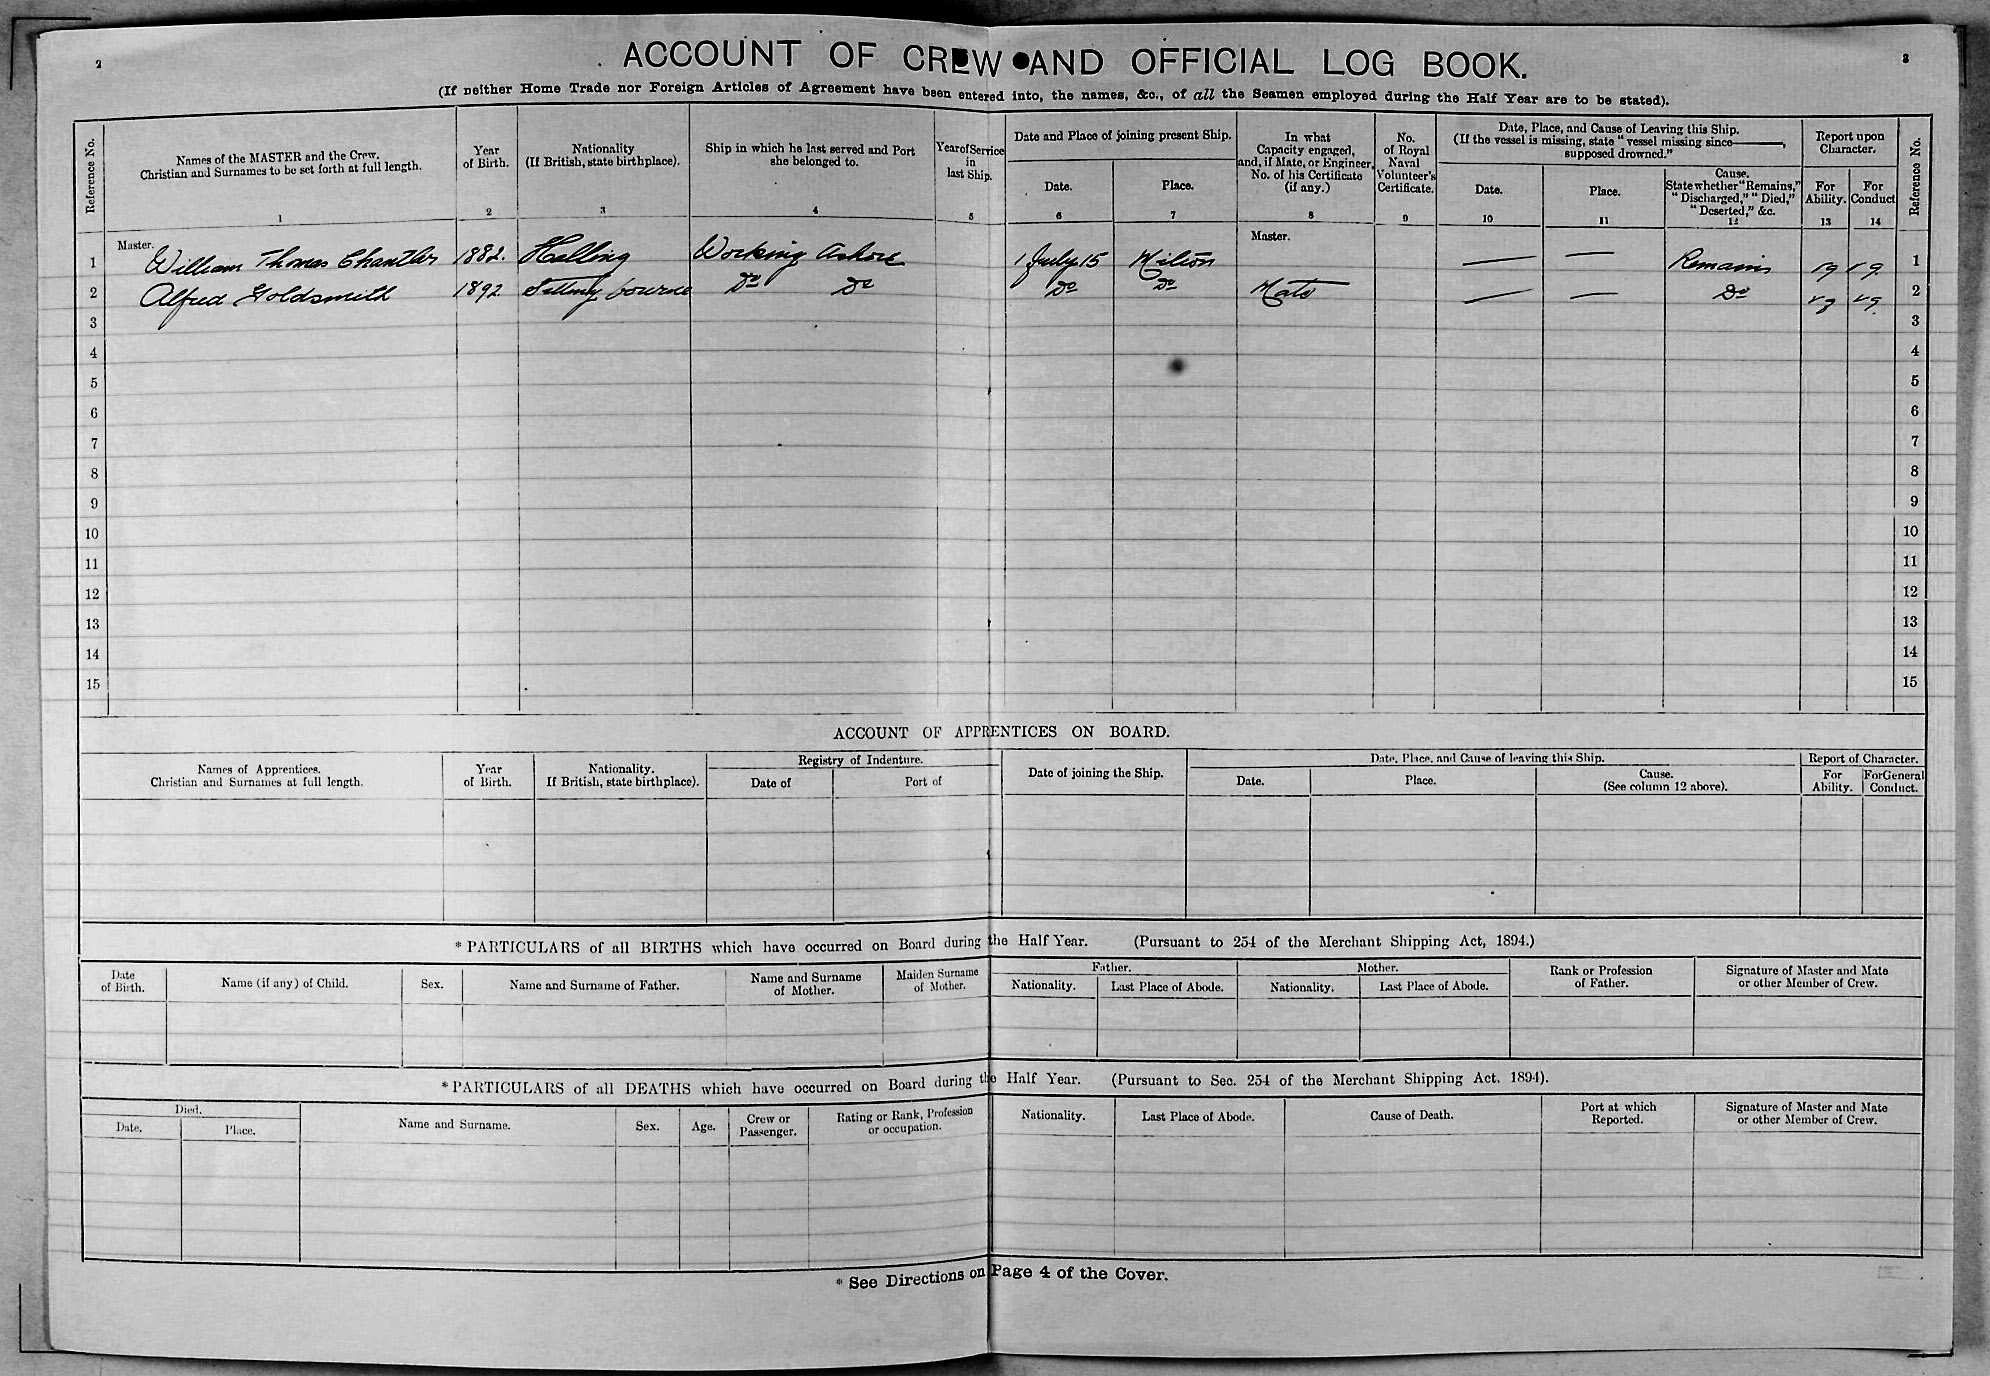 2
ACCOUNT OF CREW AND OFFICIAL LOG BOOK.
3
(If neither Home Trade nor Foreign Articles of Agreement have been entered into, the names, &c., of all the Seamen employed during the Half Year are to be stated).
Reference No.
Names of the MASTER and the Crew,
Christian and Surnames to be set forth at full length.
1
Year
of Birth.
2
Nationality
(If British, state birthplace).
3
Ship in which he last served and Port
she belonged to.
4
Year of Service
in
last Ship.
5
Date and Place of joining present Ship.
Date.
6
Place.
7
In what
Capacity engaged,
and, if Mate, or Engineer,
No. of his Certificate
(if any.)
8
No.
of Royal
Naval
Volunteer's
Certificate.
9
Date, Place, and Cause of Leaving this Ship.
(If the vessel is missing, state "vessel missing since ———,
supposed drowned."
Date.
10
Place.
11
Cause.
State whether "Remains,"
"Discharged," "Died,"
"Deserted," &c.
12
Report upon
Character.
For
Ability.
13
For
Conduct
14
Reference No.
Master.
Master.
1 William Thomas Chantler 1882. Halling Working Ashore 1 July 15 Milton — — Remains vg vg 1
2 Alfred Goldsmith 1892 Sittingbourne Do Do Do Do Mate — — Do vg vg 2
3 3
4 4
5 5
6 6
7 7
8 8
9 9
10 10
11 11
12 12
13 13
14 14
15 15
ACCOUNT OF APPRENTICES ON BOARD.
Names of Apprentices.
Christian and Surnames at full length.
Year
of Birth.
Nationality.
If British, state birthplace).
Registry of Indenture.
Date of
Port of
Date of joining the Ship.
Date, Place, and Cause of leaving this Ship.
Date.
Place.
Cause.
(See column 12 above).
Report of Character.
For
Ability.
For General
Conduct.
* PARTICULARS of all BIRTHS which have occurred on Board during the Half Year. (Pursuant to 254 of the Merchant Shipping Act, 1894.)
Date
of Birth.
Name (if any) of Child.
Sex.
Name and Surname of Father.
Name and Surname
of Mother.
Maiden Surname
of Mother.
Father.
Nationality.
Last Place of Abode.
Mother.
Nationality.
Last Place of Abode.
Rank or Profession
of Father.
Signature of Master and Mate
or other Member of Crew.
* PARTICULARS of all DEATHS which have occurred on Board during the Half Year. (Pursuant to Sec. 254 of the Merchant Shipping Act, 1894).
Died.
Date.
Place.
Name and Surname.
Sex.
Age.
Crew or
Passenger.
Rating or Rank, Profession
or occupation.
Nationality.
Last Place of Abode.
Cause of Death.
Port at which
Reported.
Signature of Master and Mate
or other Member of Crew.
* See Directions on Page 4 of the Cover.